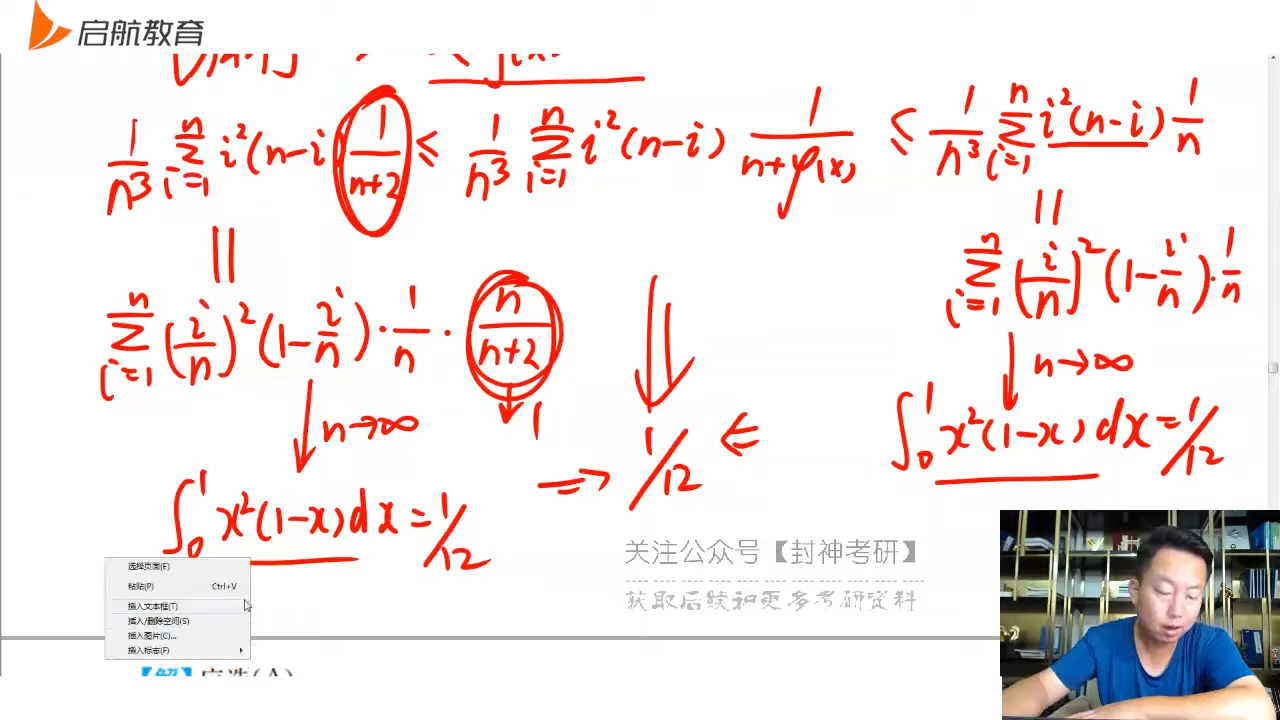 启航教育
1/n³ Σ_{i=1}^{n} i²(n-i) 1/(n+2) ≤ 1/n³ Σ_{i=1}^{n} i²(n-i) 1/(n+φ(x)) ≤ 1/n³ Σ_{i=1}^{n} i²(n-i) 1/n
Σ_{i=1}^{n} (i/n)²(1-i/n)·1/n
Σ_{i=1}^{n} (i/n)²(1-i/n)·1/n·n/(n+2)
n→∞
n→∞
1
∫₀¹ x²(1-x)dx = 1/12
⇒ 1/12 ⇐
∫₀¹ x²(1-x)dx = 1/12
关注公众号【封神考研】
获取后续和更多考研资料
选择页面(E)
粘贴(P) Ctrl+V
插入文本框(T)
插入/删除空间(S)
插入图片(C)...
插入标志(F)